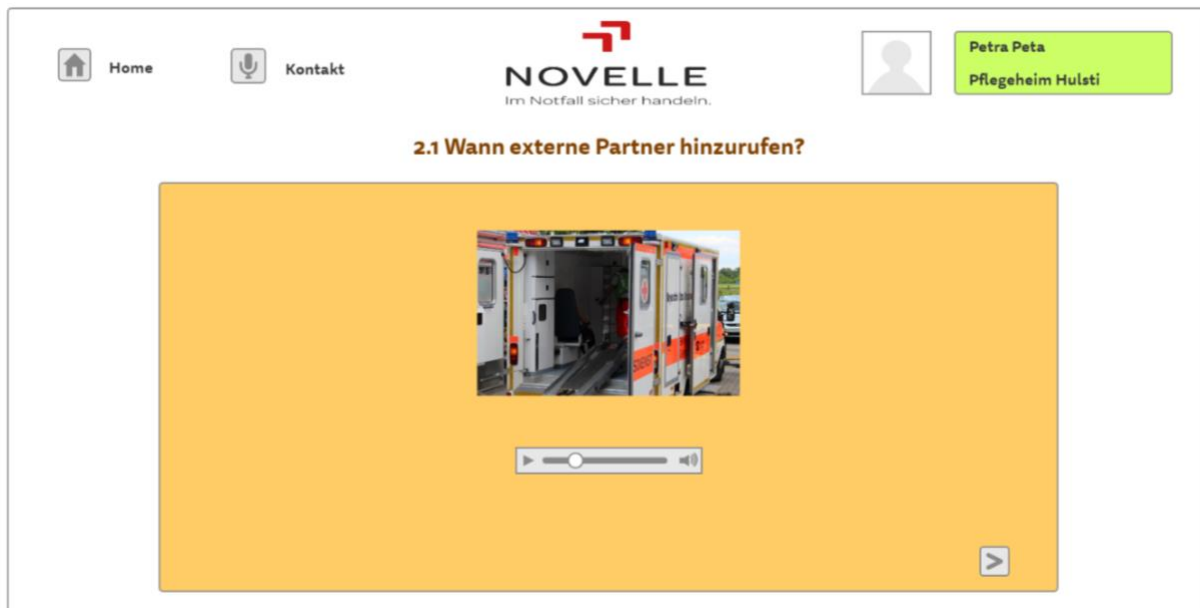 Home
Kontakt
NOVELLE
Im Notfall sicher handeln.
Petra Peta
Pflegeheim Hulsti
2.1 Wann externe Partner hinzurufen?
>